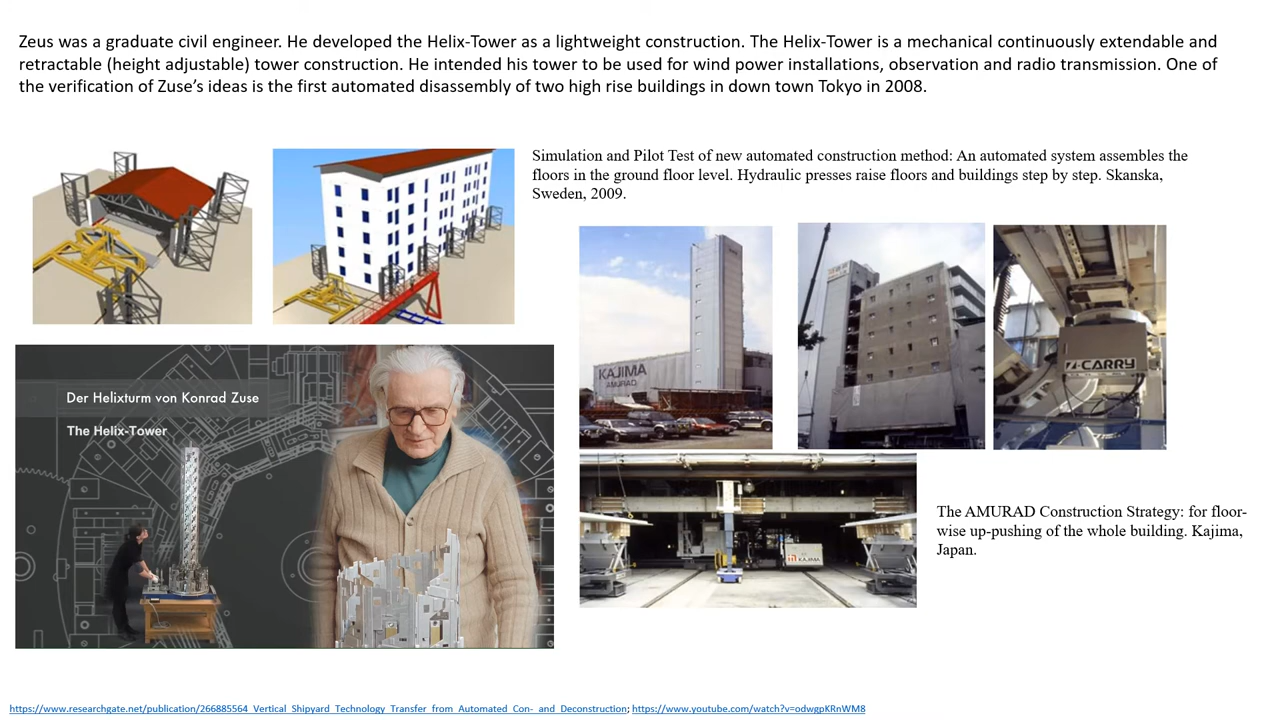 Zeus was a graduate civil engineer. He developed the Helix-Tower as a lightweight construction. The Helix-Tower is a mechanical continuously extendable and
retractable (height adjustable) tower construction. He intended his tower to be used for wind power installations, observation and radio transmission. One of
the verification of Zuse’s ideas is the first automated disassembly of two high rise buildings in down town Tokyo in 2008.
Simulation and Pilot Test of new automated construction method: An automated system assembles the
floors in the ground floor level. Hydraulic presses raise floors and buildings step by step. Skanska,
Sweden, 2009.
KAJIMA
AMURAD
CARRY
Der Helixturm von Konrad Zuse
The Helix-Tower
KAJIMA
The AMURAD Construction Strategy: for floor-
wise up-pushing of the whole building. Kajima,
Japan.
https://www.researchgate.net/publication/266885564_Vertical_Shipyard_Technology_Transfer_from_Automated_Con-_and_Deconstruction; https://www.youtube.com/watch?v=odwgpKRnWM8